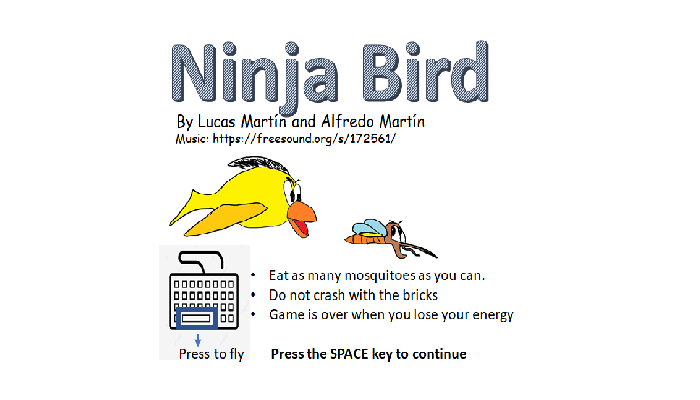 Ninja Bird
By Lucas Martín and Alfredo Martín
Music: https://freesound.org/s/172561/
• Eat as many mosquitoes as you can.
• Do not crash with the bricks
• Game is over when you lose your energy
Press to fly
Press the SPACE key to continue